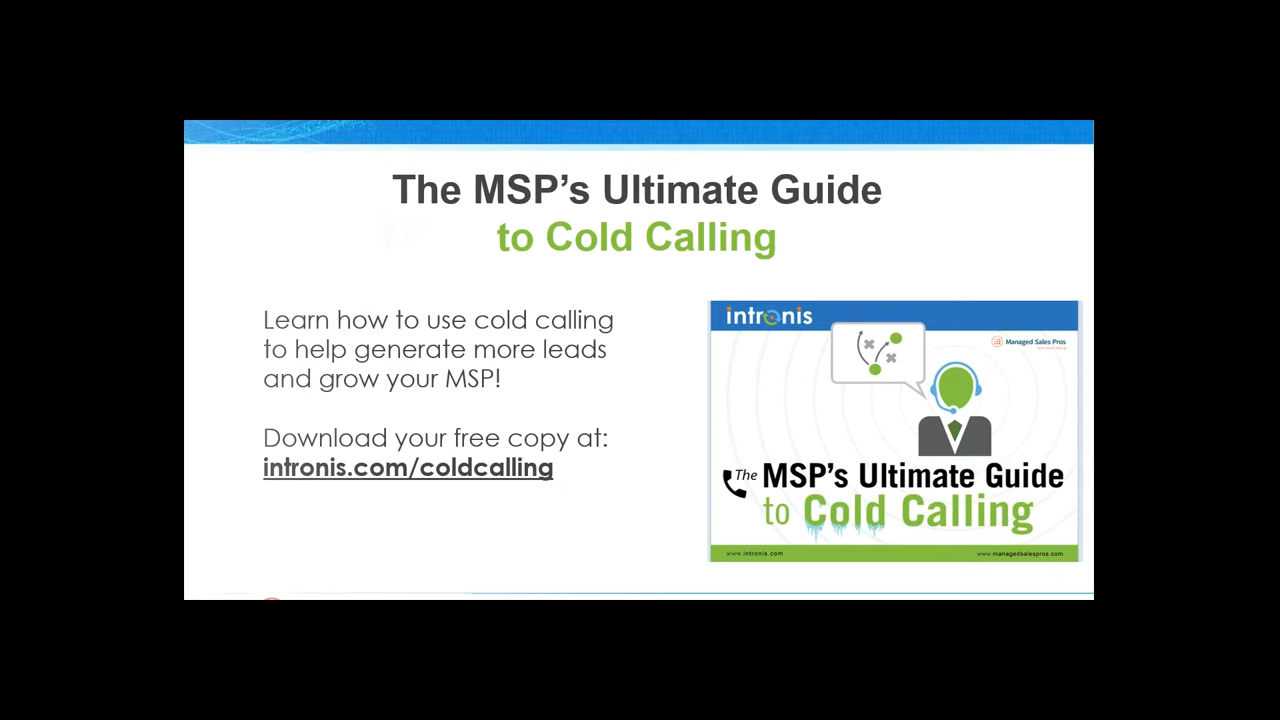 The MSP’s Ultimate Guide
to Cold Calling
Learn how to use cold calling
to help generate more leads
and grow your MSP!
Download your free copy at:
intronis.com/coldcalling
intronis
Managed Sales Pros
The MSP’s Ultimate Guide
to Cold Calling
www.intronis.com
www.managedsalespros.com